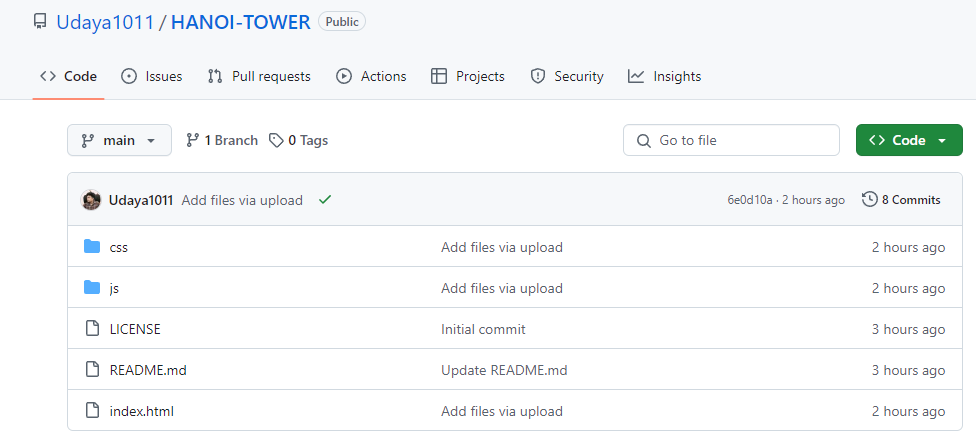 Udaya1011 / HANOI-TOWER Public
Code Issues Pull requests Actions Projects Security Insights
main 1 Branch 0 Tags Go to file Code
Udaya1011 Add files via upload 6e0d10a · 2 hours ago 8 Commits
css Add files via upload 2 hours ago
js Add files via upload 2 hours ago
LICENSE Initial commit 3 hours ago
README.md Update README.md 3 hours ago
index.html Add files via upload 2 hours ago